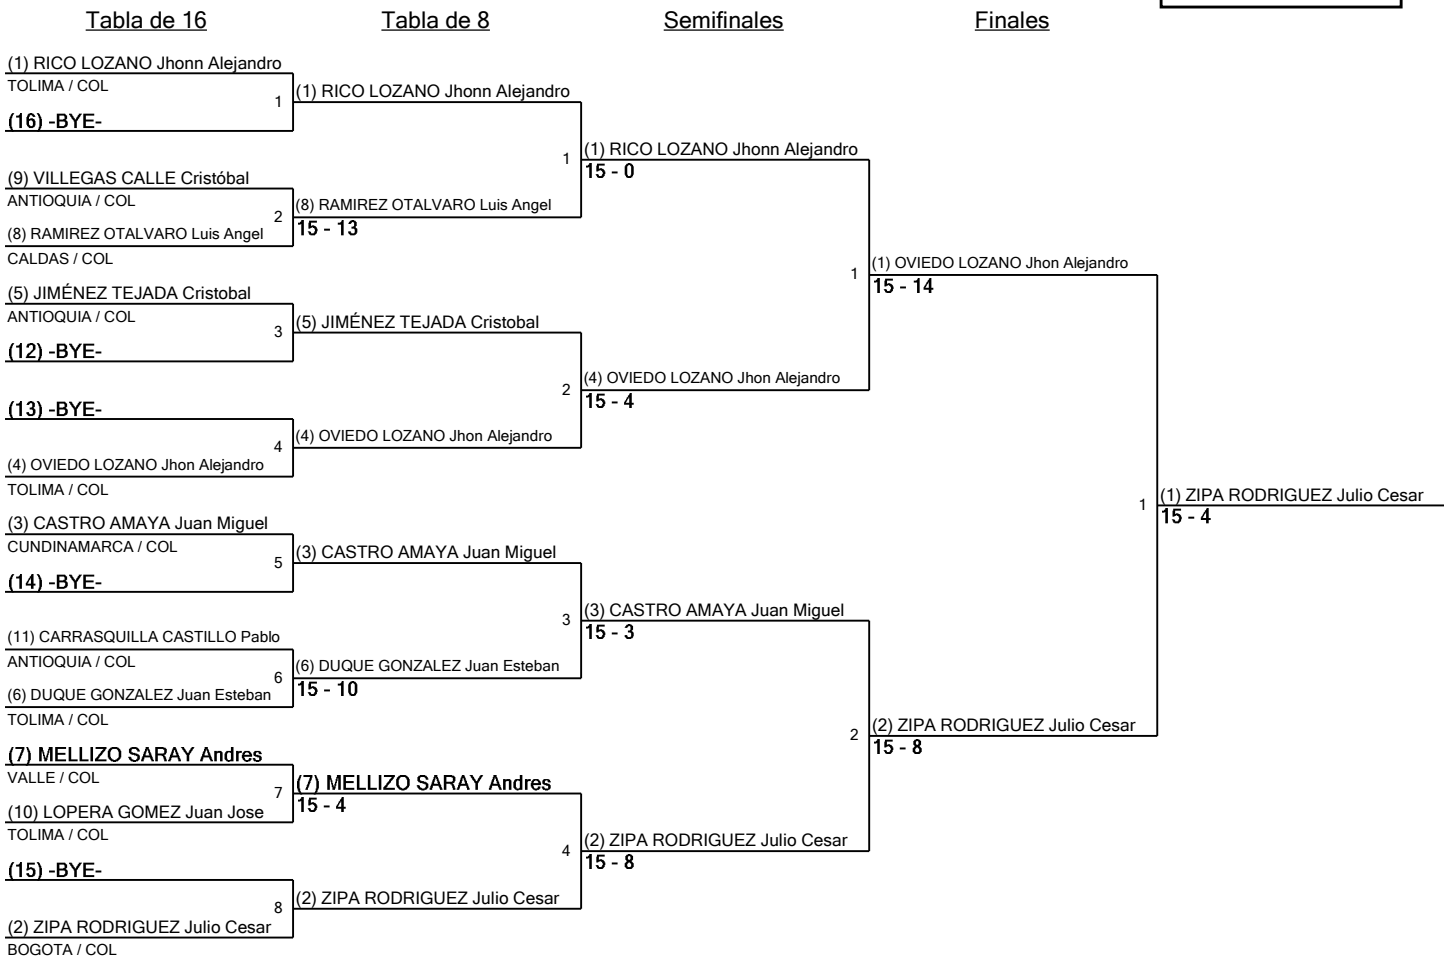 Tabla de 16
Tabla de 8
Semifinales
Finales
(1) RICO LOZANO Jhonn Alejandro
TOLIMA / COL
1
(16) -BYE-
(9) VILLEGAS CALLE Cristóbal
ANTIOQUIA / COL
2
(8) RAMIREZ OTALVARO Luis Angel
CALDAS / COL
(5) JIMÉNEZ TEJADA Cristobal
ANTIOQUIA / COL
3
(12) -BYE-
(13) -BYE-
4
(4) OVIEDO LOZANO Jhon Alejandro
TOLIMA / COL
(3) CASTRO AMAYA Juan Miguel
CUNDINAMARCA / COL
5
(14) -BYE-
(11) CARRASQUILLA CASTILLO Pablo
ANTIOQUIA / COL
6
(6) DUQUE GONZALEZ Juan Esteban
TOLIMA / COL
(7) MELLIZO SARAY Andres
VALLE / COL
7
(10) LOPERA GOMEZ Juan Jose
TOLIMA / COL
(15) -BYE-
8
(2) ZIPA RODRIGUEZ Julio Cesar
BOGOTA / COL
(1) RICO LOZANO Jhonn Alejandro
1
(8) RAMIREZ OTALVARO Luis Angel
15 - 13
(5) JIMÉNEZ TEJADA Cristobal
2
(4) OVIEDO LOZANO Jhon Alejandro
(3) CASTRO AMAYA Juan Miguel
3
(6) DUQUE GONZALEZ Juan Esteban
15 - 10
(7) MELLIZO SARAY Andres
15 - 4
4
(2) ZIPA RODRIGUEZ Julio Cesar
(1) RICO LOZANO Jhonn Alejandro
15 - 0
1
(4) OVIEDO LOZANO Jhon Alejandro
15 - 4
(3) CASTRO AMAYA Juan Miguel
15 - 3
2
(2) ZIPA RODRIGUEZ Julio Cesar
15 - 8
(1) OVIEDO LOZANO Jhon Alejandro
15 - 14
1
(2) ZIPA RODRIGUEZ Julio Cesar
15 - 8
(1) ZIPA RODRIGUEZ Julio Cesar
15 - 4